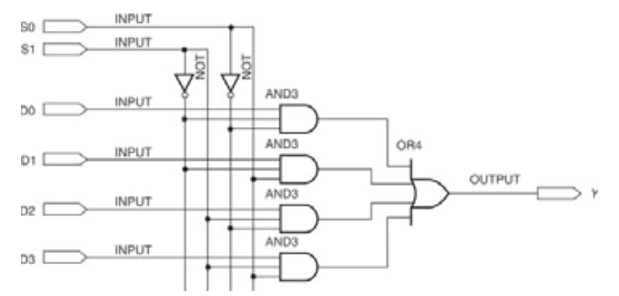 S0 INPUT
S1 INPUT
NOT NOT
D0 INPUT AND3
OR4
D1 INPUT AND3
OUTPUT Y
D2 INPUT AND3
D3 INPUT AND3